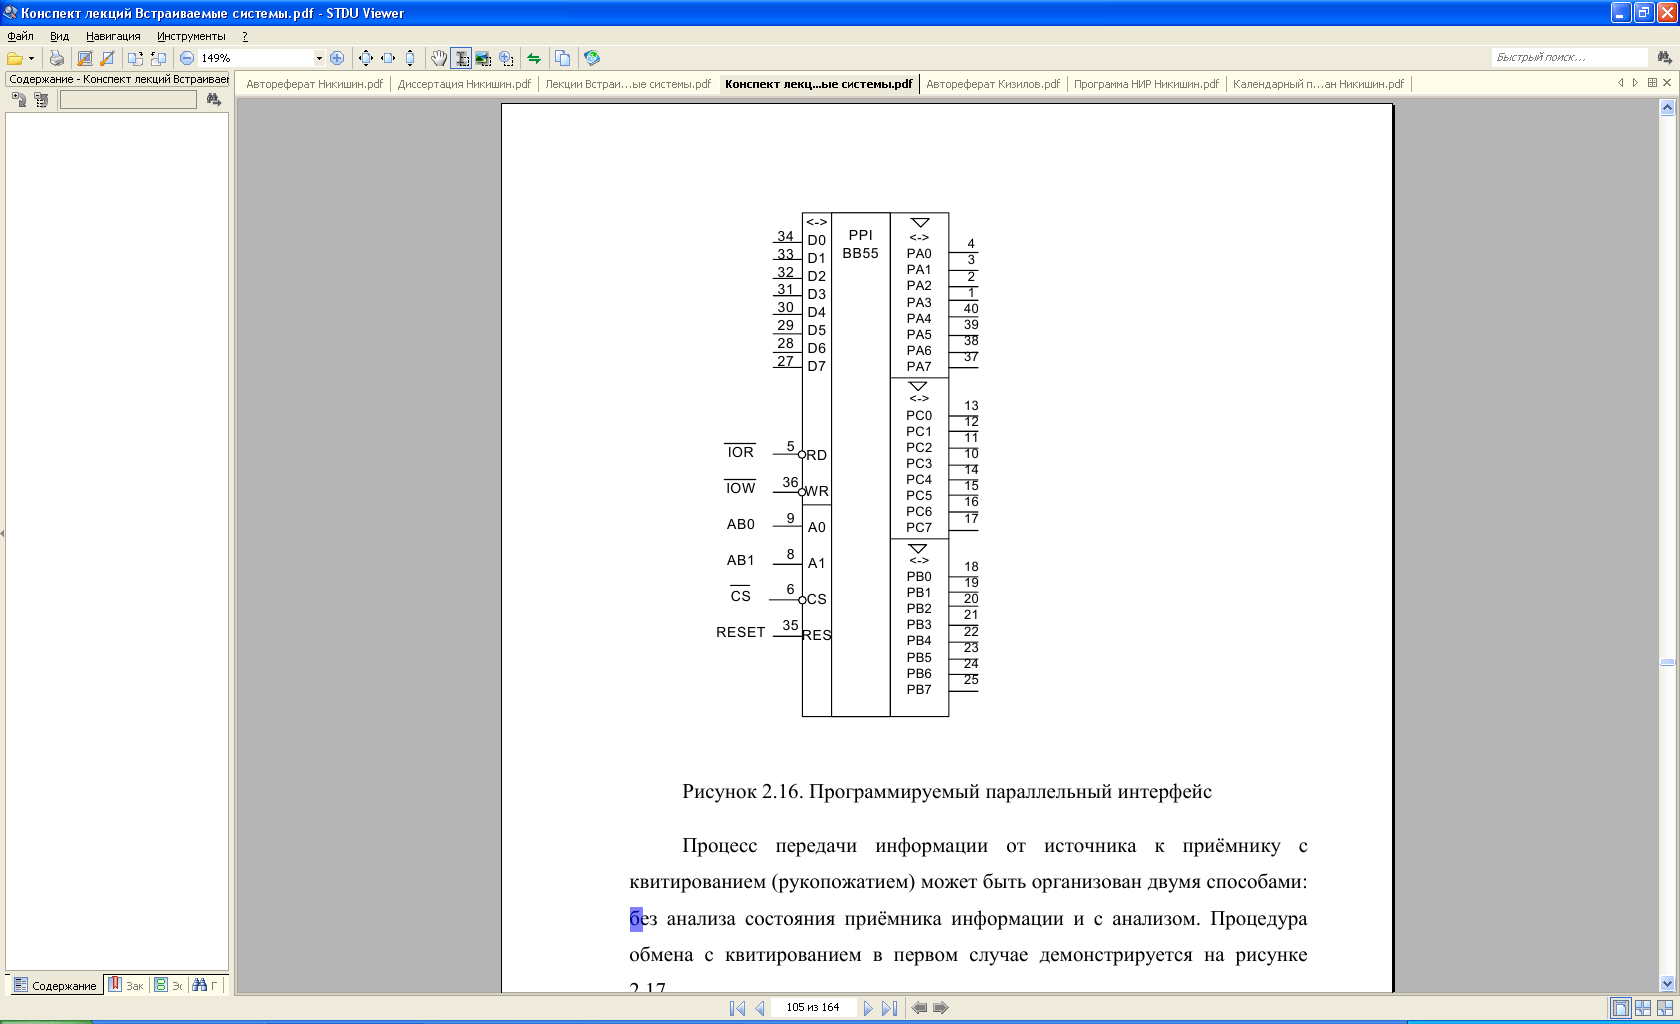 Конспект лекций Встраиваемые системы.pdf - STDU Viewer
Файл Вид Навигация Инструменты ?
149%
Быстрый поиск...
Содержание - Конспект лекций Встраивае
Автореферат Никишин.pdf Диссертация Никишин.pdf Лекции Встраи...ые системы.pdf Конспект лекц...ые системы.pdf Автореферат Кизилов.pdf Программа НИР Никишин.pdf Календарный п...ан Никишин.pdf
<-> PPI
BB55
34 D0
33 D1
32 D2
31 D3
30 D4
29 D5
28 D6
27 D7
IOR 5 RD
IOW 36 WR
AB0 9 A0
AB1 8 A1
CS 6 CS
RESET 35 RES
<->
PA0 4
PA1 3
PA2 2
PA3 1
PA4 40
PA5 39
PA6 38
PA7 37
<->
PC0 13
PC1 12
PC2 11
PC3 10
PC4 14
PC5 15
PC6 16
PC7 17
<->
PB0 18
PB1 19
PB2 20
PB3 21
PB4 22
PB5 23
PB6 24
PB7 25
Рисунок 2.16. Программируемый параллельный интерфейс
Процесс передачи информации от источника к приёмнику с
квитированием (рукопожатием) может быть организован двумя способами:
без анализа состояния приёмника информации и с анализом. Процедура
обмена с квитированием в первом случае демонстрируется на рисунке
2.17
Содержание Зак Эс Г
105 из 164